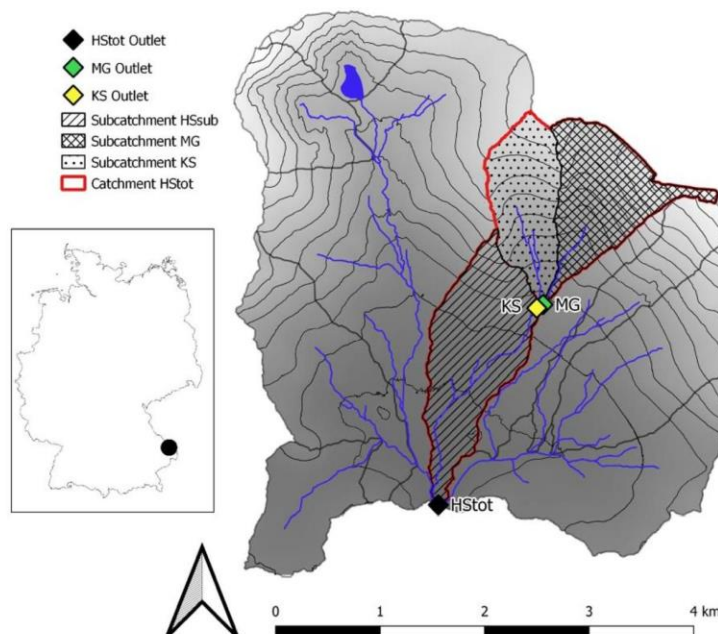 HStot Outlet
MG Outlet
KS Outlet
Subcatchment HSsub
Subcatchment MG
Subcatchment KS
Catchment HStot
KS
MG
HStot
0 1 2 3 4 km